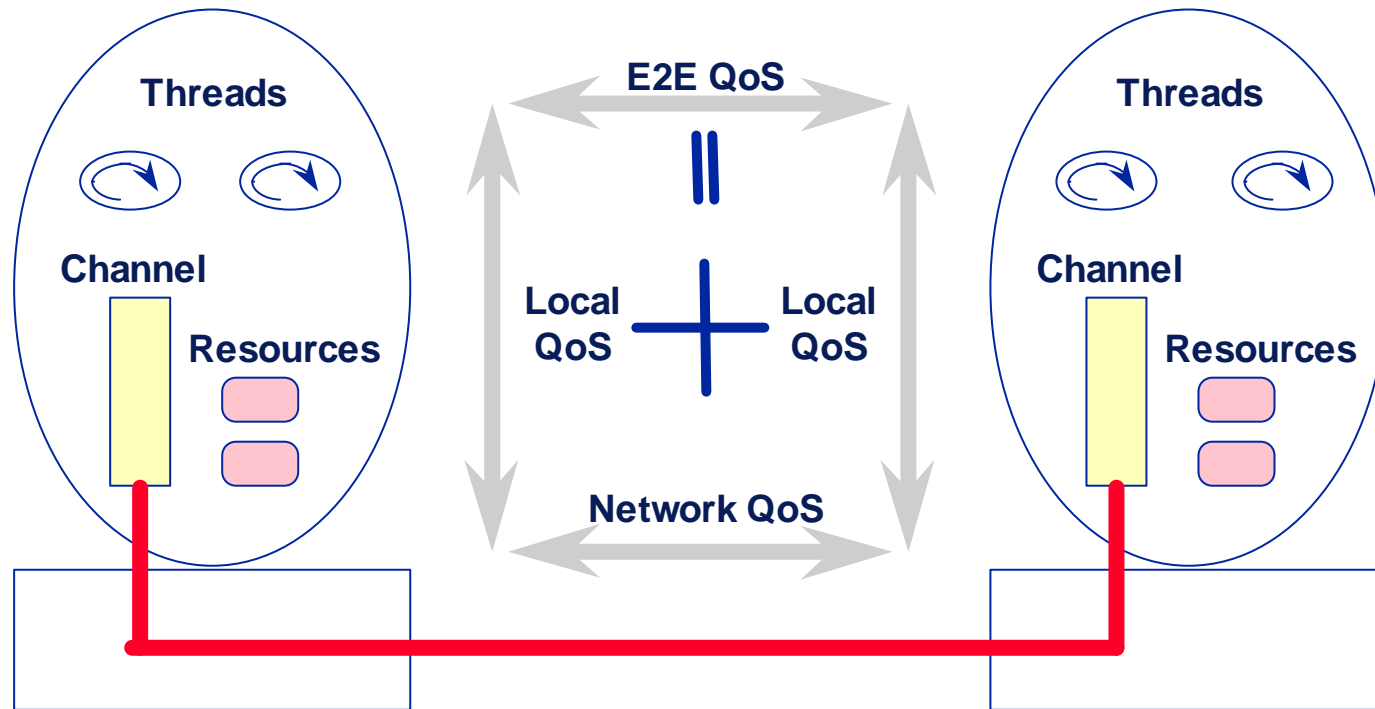 E2E QoS
Threads
Threads
Channel
Channel
Local
QoS
Local
QoS
Resources
Resources
Network QoS